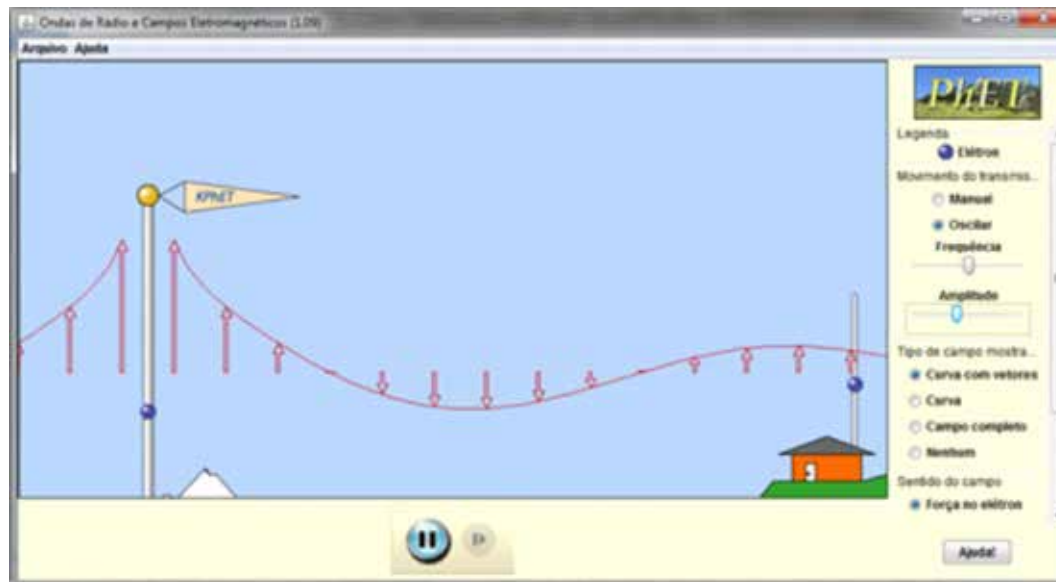 Ondas de Rádio e Campos Eletromagnéticos (1.09)
Arquivo Ajuda
KPhET
PhET
Legenda
Elétron
Movimento do transmis...
Manual
Oscilar
Frequência
Amplitude
Tipo de campo mostra...
Curva com vetores
Curva
Campo completo
Nenhum
Sentido do campo
Força no elétron
Ajuda!